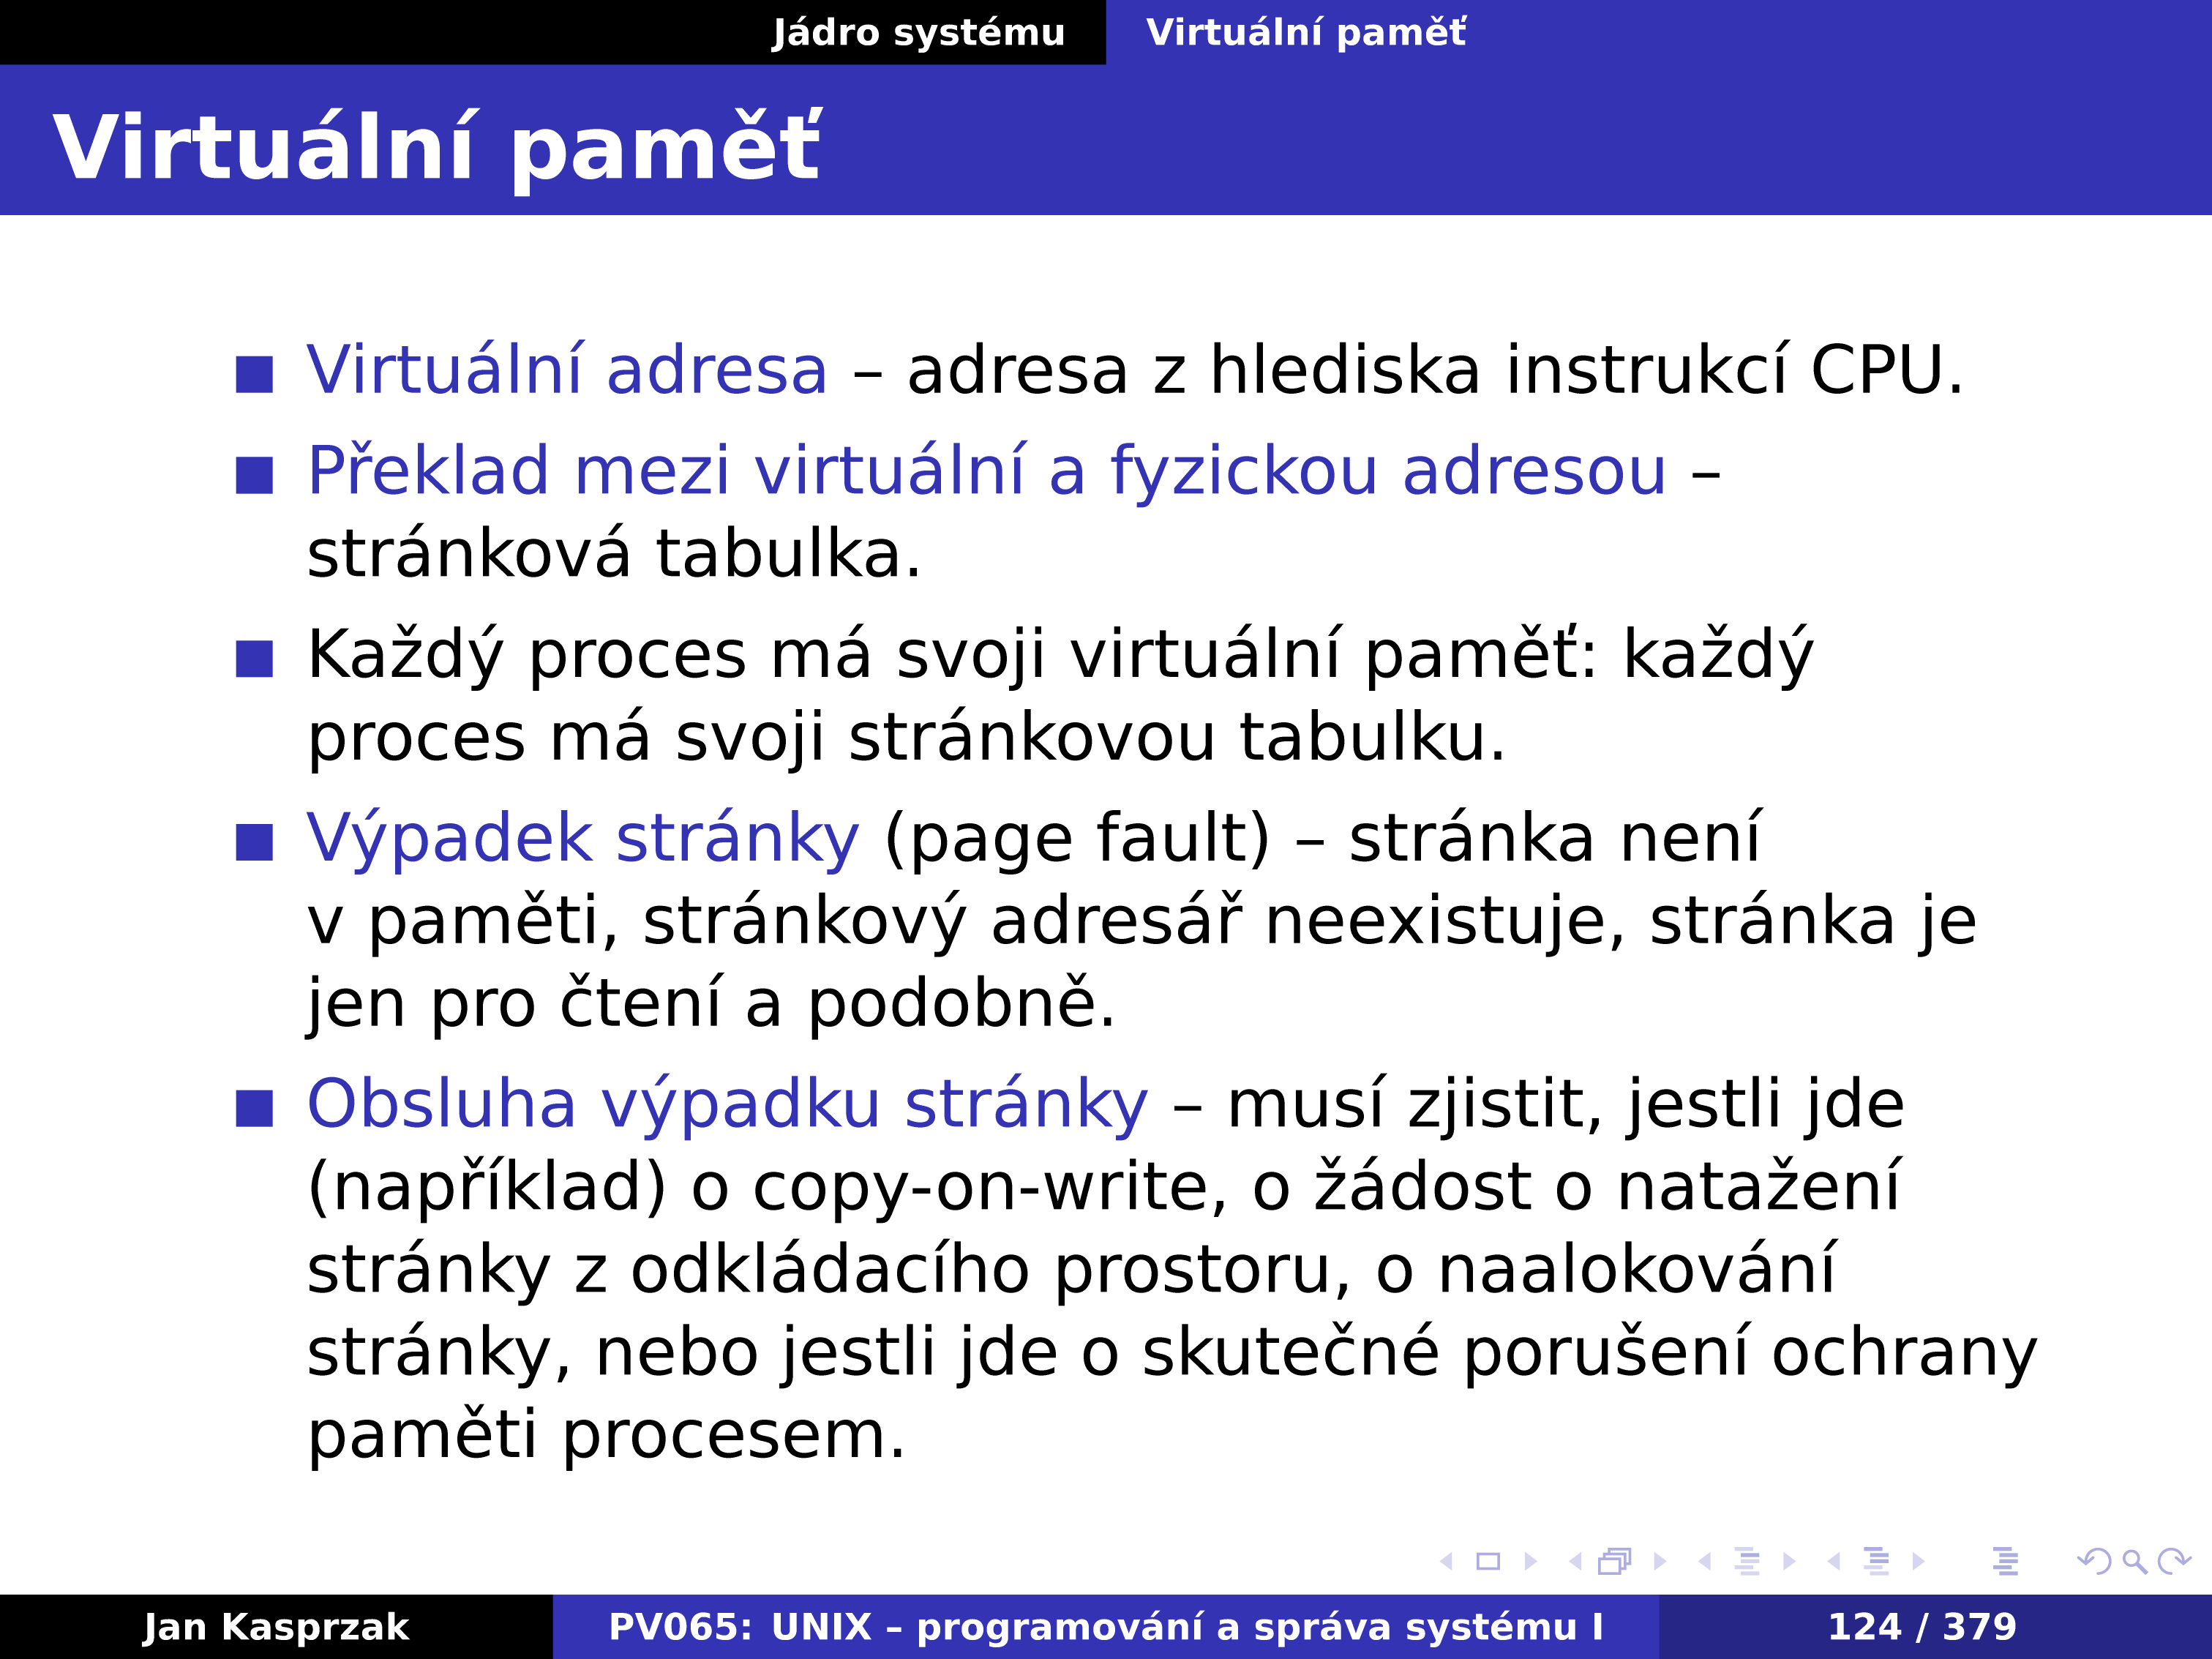 Jádro systému
Virtuální paměť
Virtuální paměť
Virtuální adresa – adresa z hlediska instrukcí CPU.
Překlad mezi virtuální a fyzickou adresou –
stránková tabulka.
Každý proces má svoji virtuální paměť: každý
proces má svoji stránkovou tabulku.
Výpadek stránky (page fault) – stránka není
v paměti, stránkový adresář neexistuje, stránka je
jen pro čtení a podobně.
Obsluha výpadku stránky – musí zjistit, jestli jde
(například) o copy-on-write, o žádost o natažení
stránky z odkládacího prostoru, o naalokování
stránky, nebo jestli jde o skutečné porušení ochrany
paměti procesem.
Jan Kasprzak
PV065: UNIX – programování a správa systému I
124 / 379